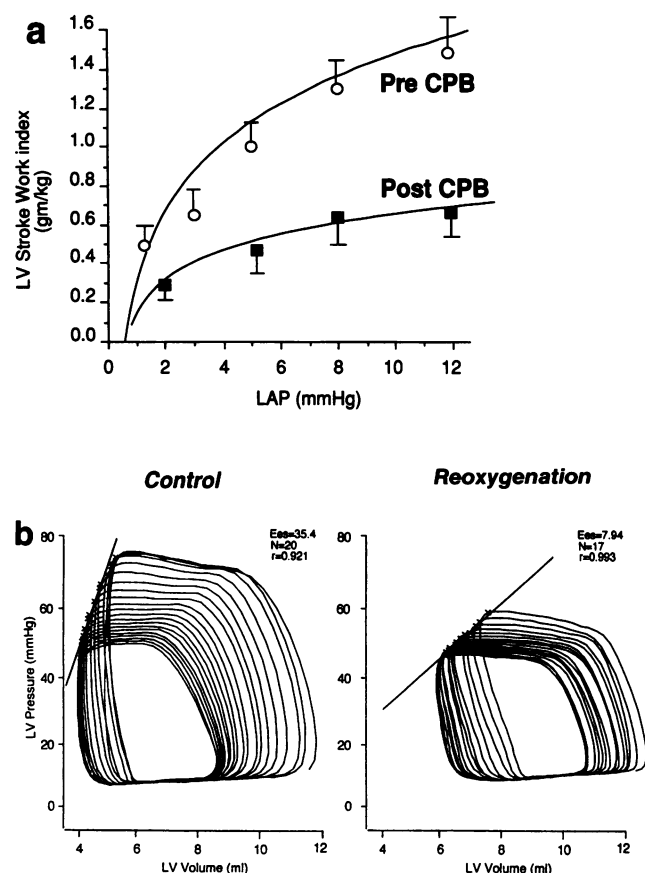 a
1.6
1.4
1.2
1.0
0.8
0.6
0.4
0.2
0.0
LV Stroke Work index
(gm/kg)
Pre CPB
Post CPB
0 2 4 6 8 10 12
LAP (mmHg)
Control
Reoxygenation
b
80
60
40
20
0
LV Pressure (mmHg)
Ees=35.4
N=20
r=0.921
4 6 8 10 12
LV Volume (ml)
80
60
40
20
0
Ees=7.94
N=17
r=0.993
4 6 8 10 12
LV Volume (ml)